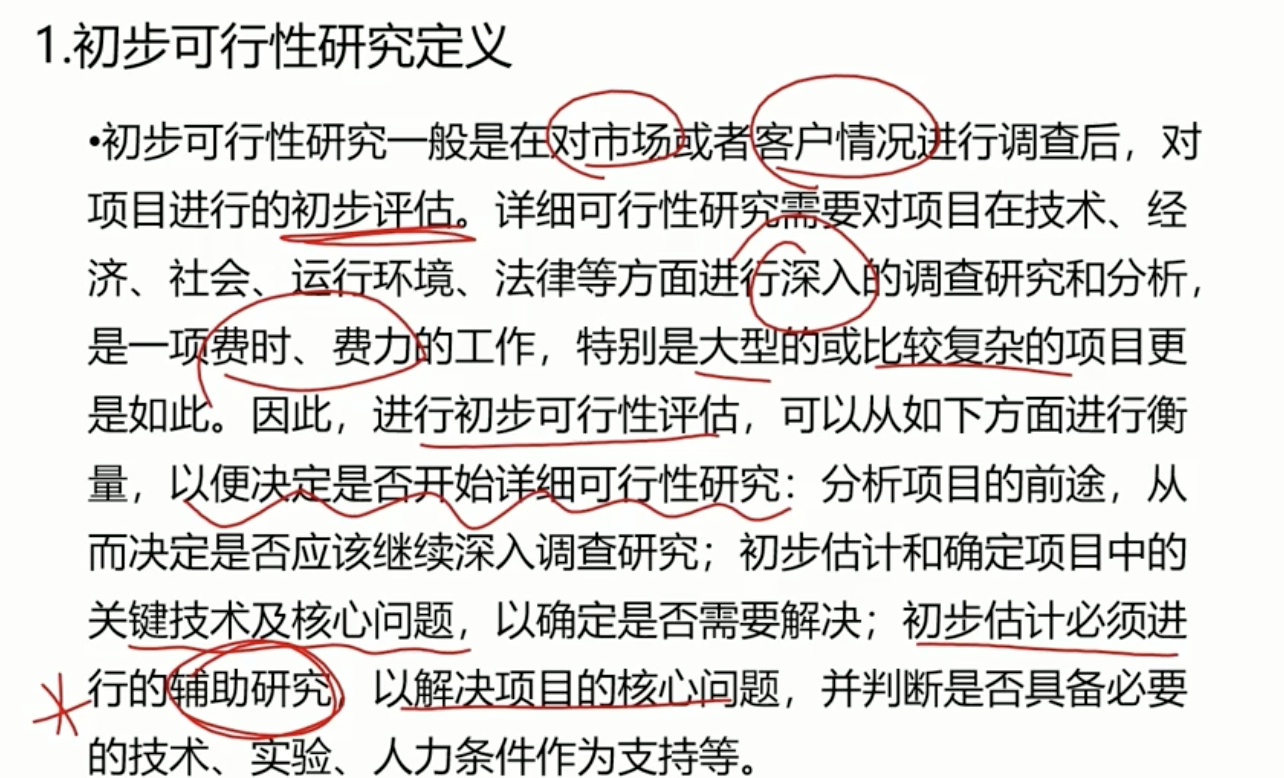 1.初步可行性研究定义
•初步可行性研究一般是在对市场或者客户情况进行调查后，对
项目进行的初步评估。详细可行性研究需要对项目在技术、经
济、社会、运行环境、法律等方面进行深入的调查研究和分析，
是一项费时、费力的工作，特别是大型的或比较复杂的项目更
是如此。因此，进行初步可行性评估，可以从如下方面进行衡
量，以便决定是否开始详细可行性研究：分析项目的前途，从
而决定是否应该继续深入调查研究；初步估计和确定项目中的
关键技术及核心问题，以确定是否需要解决；初步估计必须进
行的辅助研究，以解决项目的核心问题，并判断是否具备必要
的技术、实验、人力条件作为支持等。